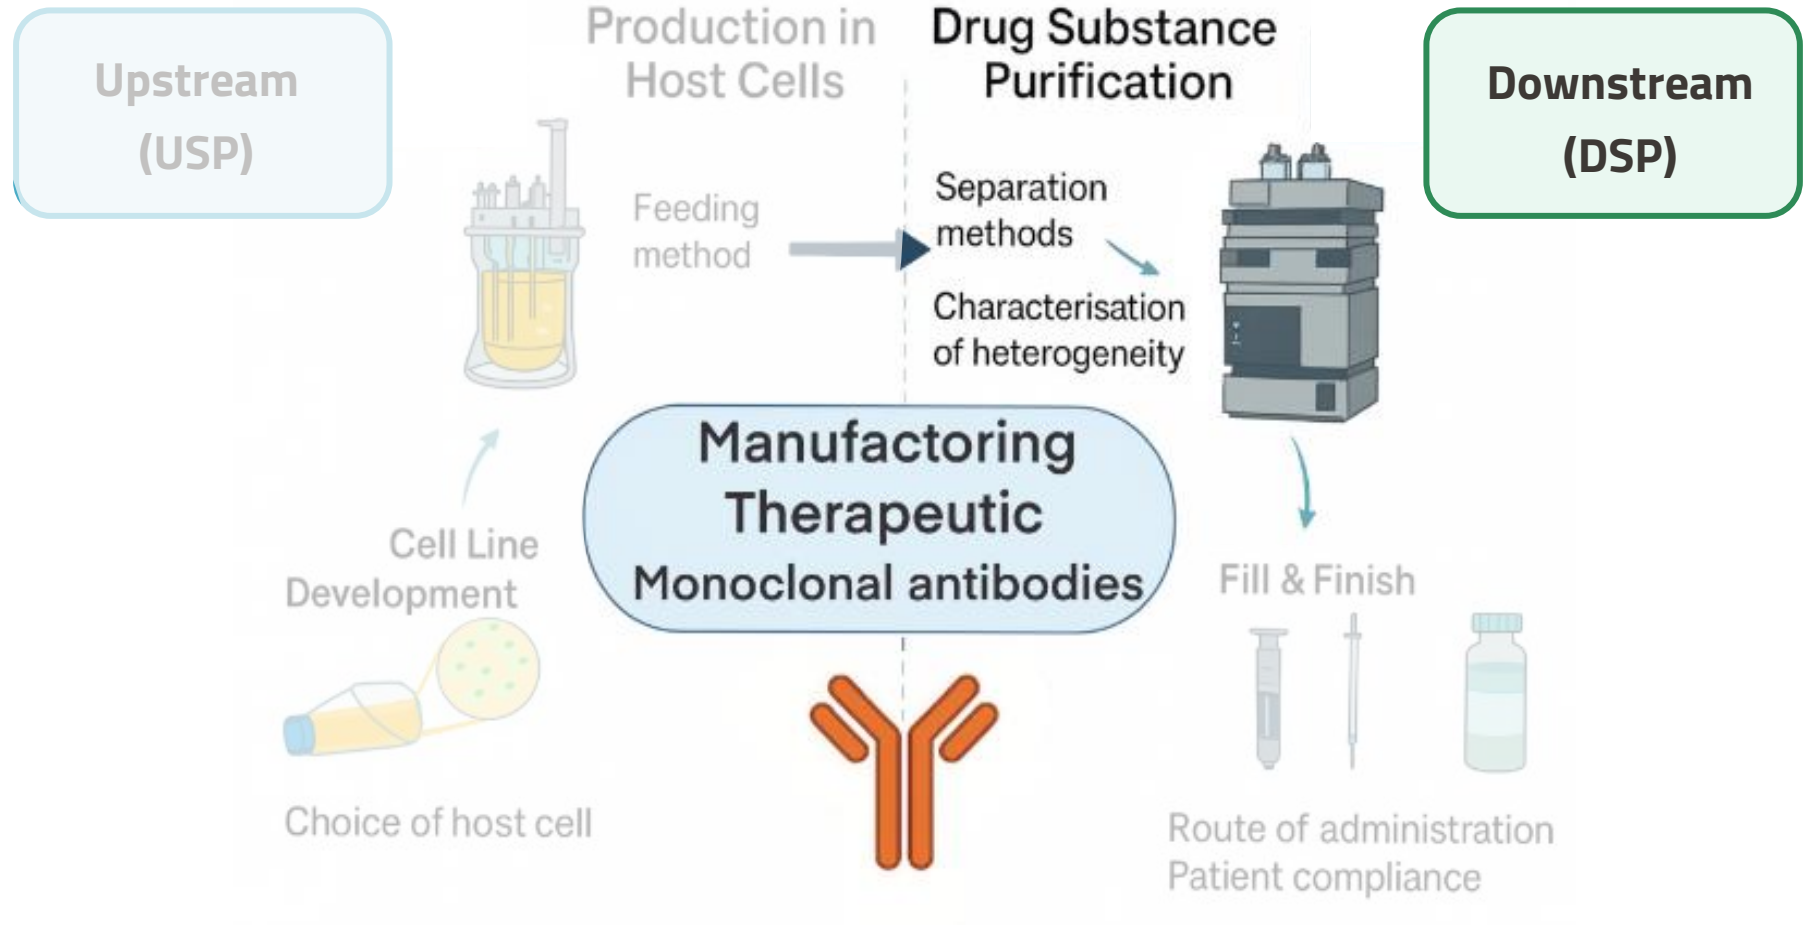 Upstream
(USP)
Production in
Host Cells
Drug Substance
Purification
Downstream
(DSP)
Feeding
method
Separation
methods
Characterisation
of heterogeneity
Manufactoring
Therapeutic
Monoclonal antibodies
Cell Line
Development
Choice of host cell
Fill & Finish
Route of administration
Patient compliance